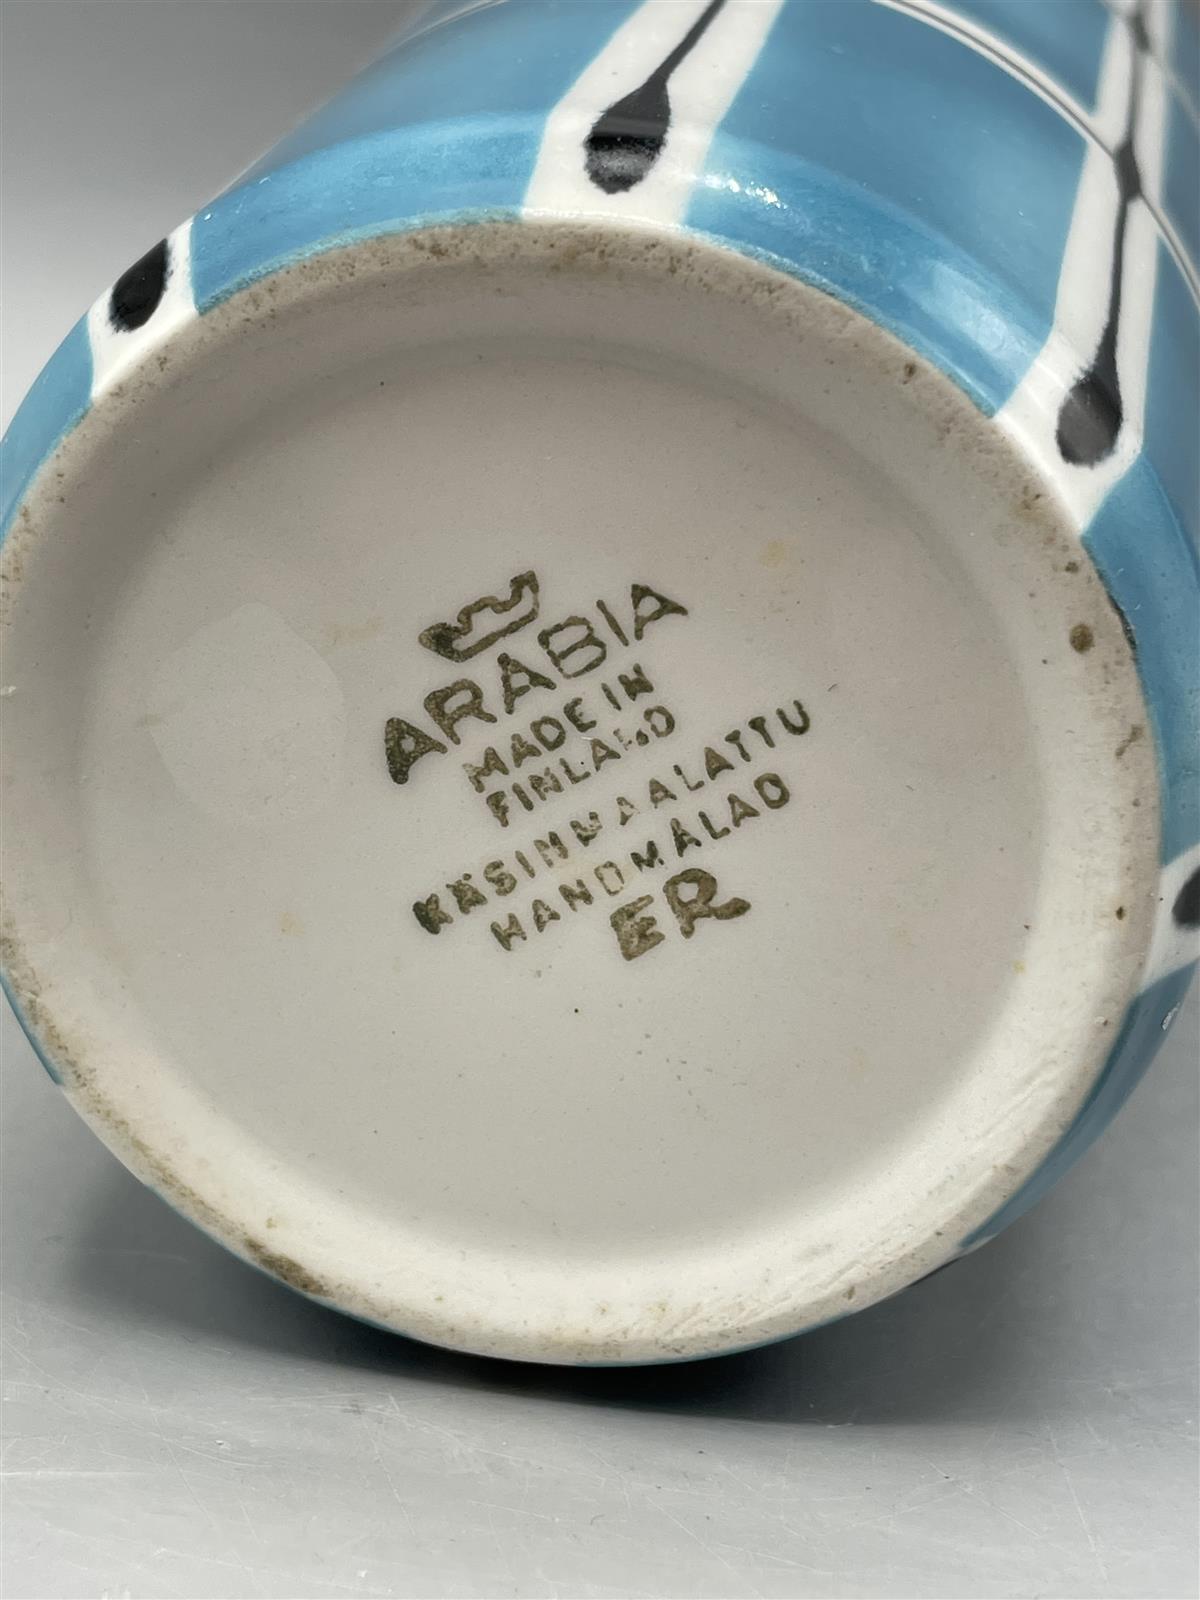 ARABIA
MADE IN
FINLAND
KÄSINMAALATTU
HANDMÅLAD
ER